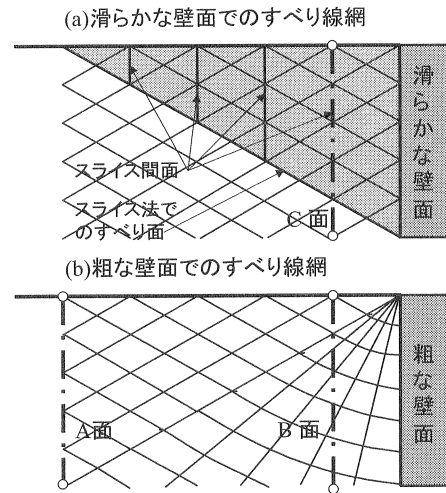 (a)滑らかな壁面でのすべり線網
滑らかな壁面
スライス間面
スライス法で
のすべり面
C 面
(b)粗な壁面でのすべり線網
粗な壁面
A面
B 面